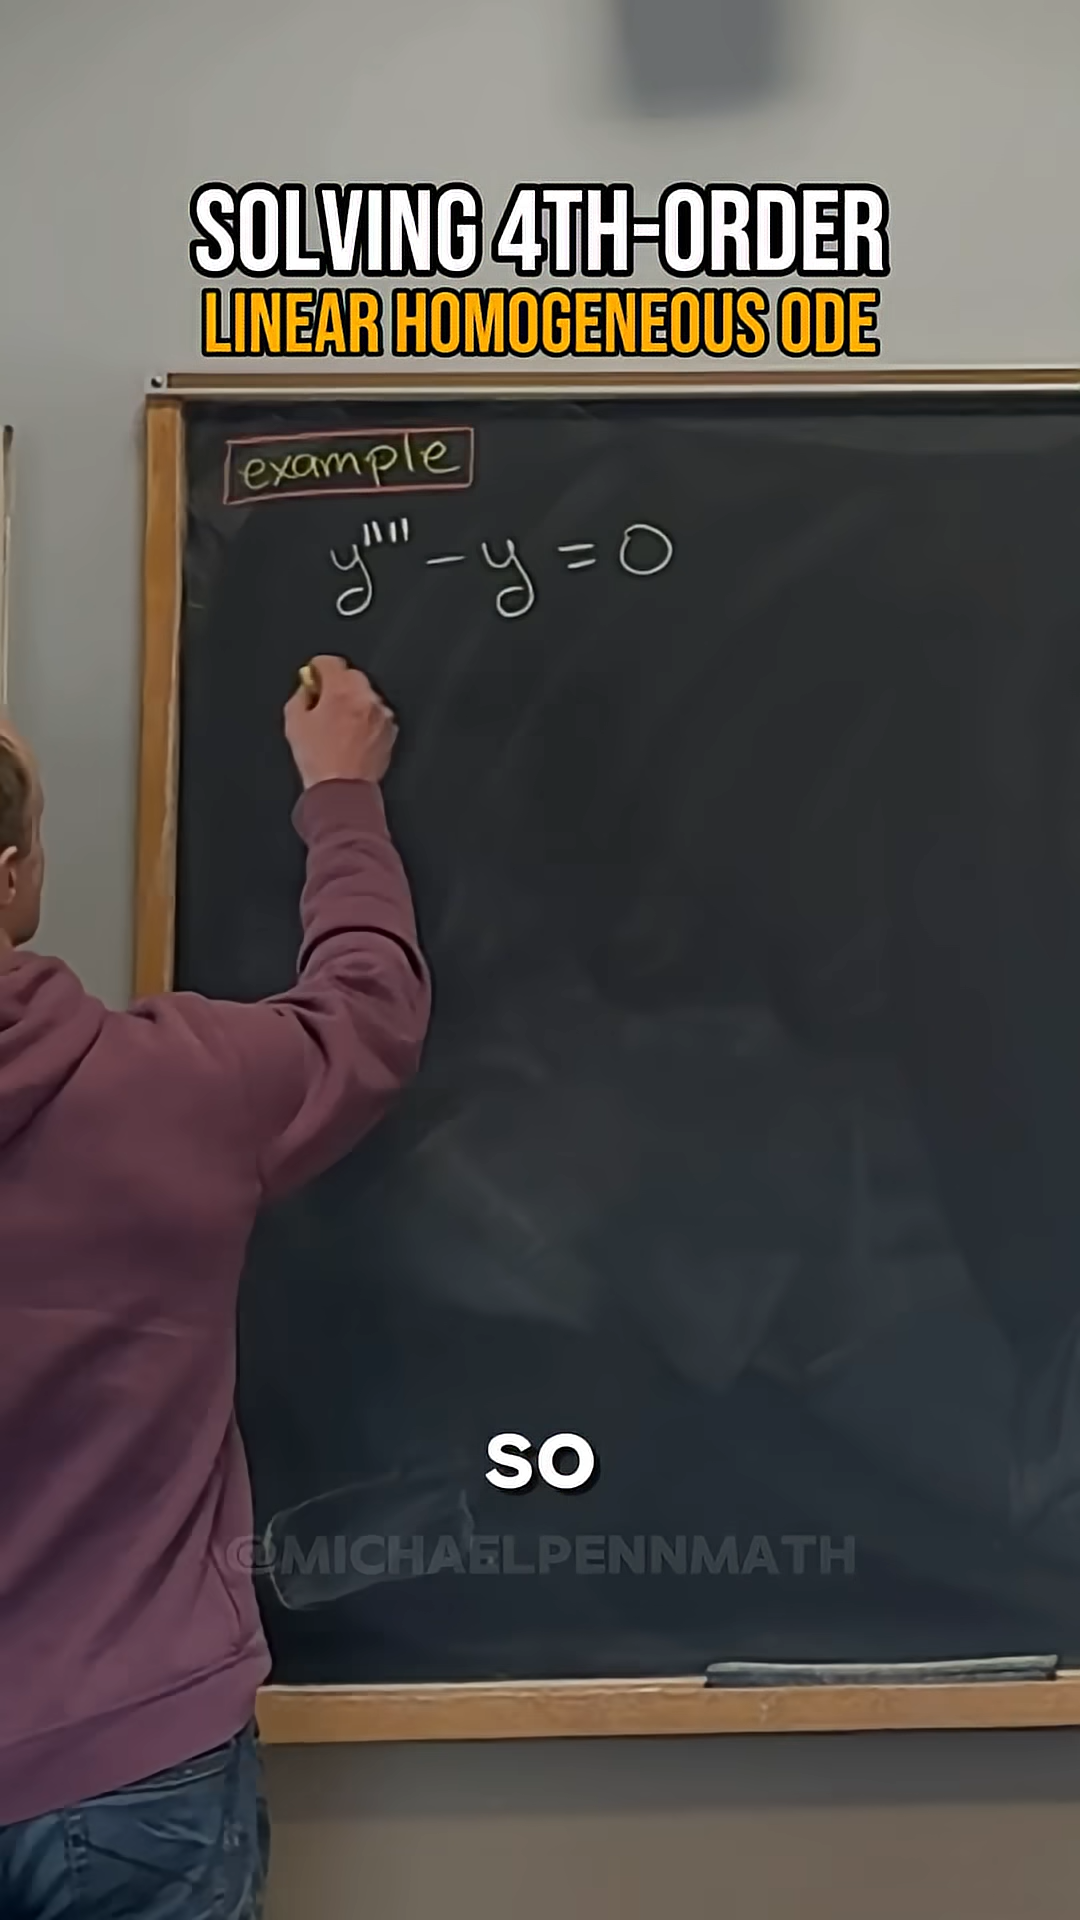 SOLVING 4TH-ORDER
LINEAR HOMOGENEOUS ODE
example
y'''' - y = 0
SO
@MICHAELPENNMATH